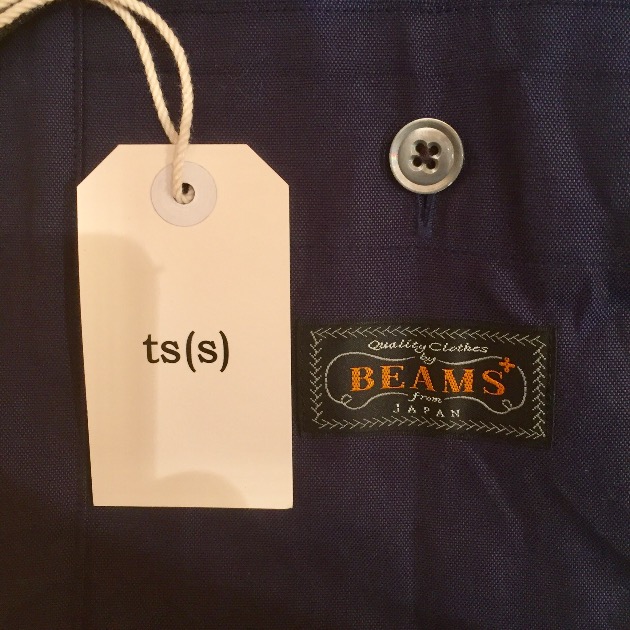 ts(s)
Quality Clothes
by
BEAMS+
from
JAPAN